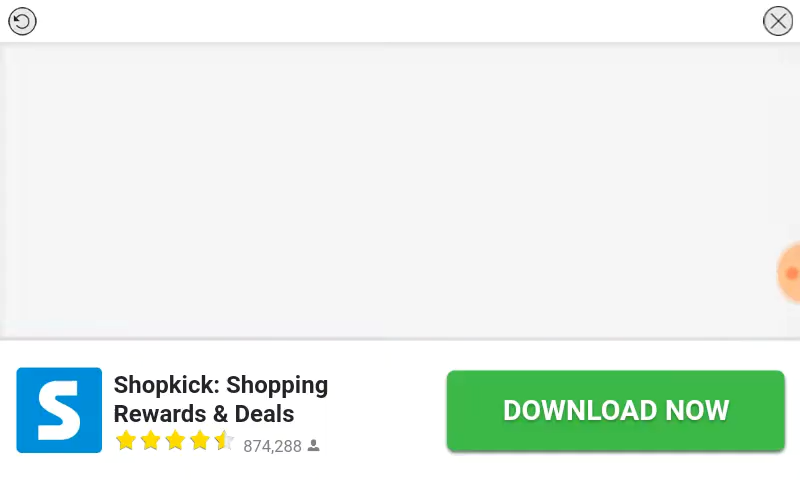 Shopkick: Shopping
Rewards & Deals
874,288
DOWNLOAD NOW
S